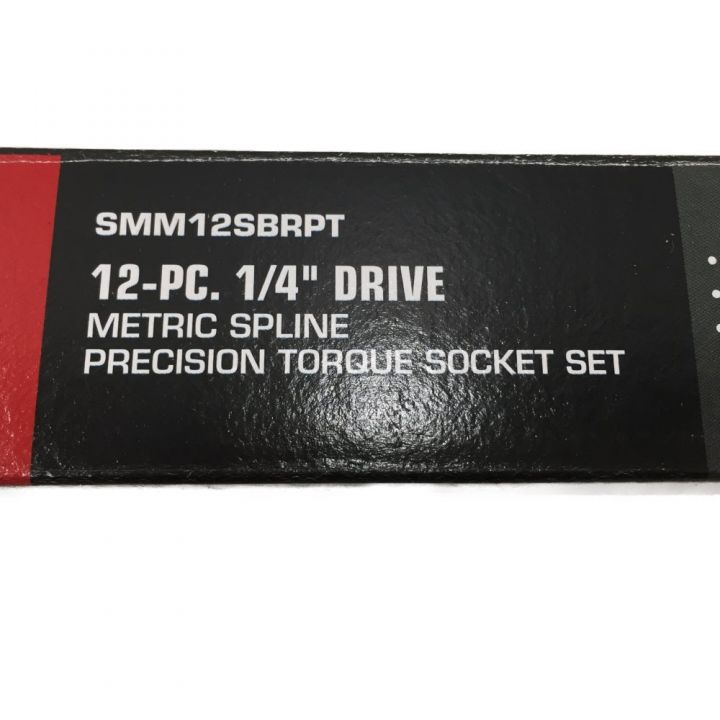 SMM12SBRPT
12-PC. 1/4" DRIVE
METRIC SPLINE
PRECISION TORQUE SOCKET SET